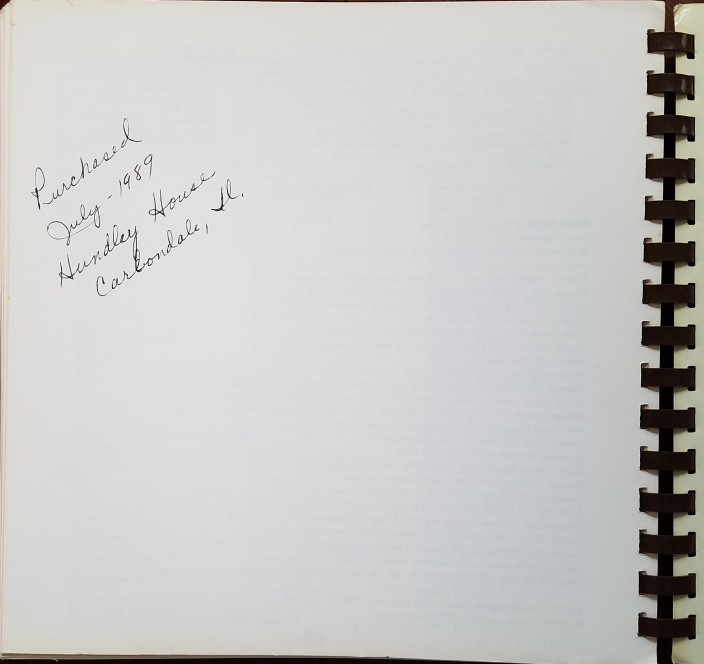 Purchased
July - 1989
Hundley House
Carbondale, Il.